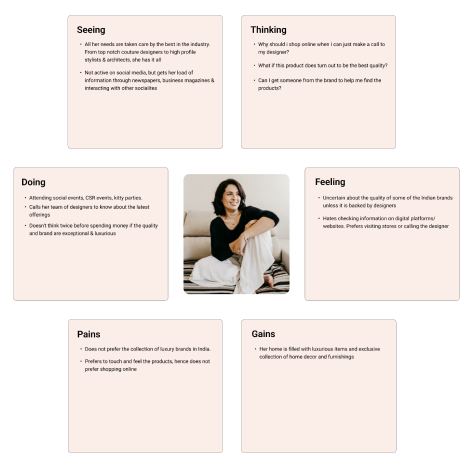 Seeing
• All her needs are taken care by the best in the industry.
From top notch couture designers to high profile
stylists & architects, she has it all
• Not active on social media, but gets her load of
information through newspapers, business magazines &
interacting with other socialites
Thinking
• Why should I shop online when I can just make a call to
my designer?
• What if this product does turn out to be the best quality?
• Can I get someone from the brand to help me find the
products?
Doing
• Attending social events, CSR events, kitty parties.
• Calls her team of designers to know about the latest
offerings
• Doesn't think twice before spending money if the quality
and brand are exceptional & luxurious
Feeling
• Uncertain about the quality of some of the Indian brands
unless it is backed by designers
• Hates checking information on digital platforms/
websites. Prefers visiting stores or calling the designer
Pains
• Does not prefer the collection of luxury brands in India.
• Prefers to touch and feel the products, hence does not
prefer shopping online
Gains
• Her home is filled with luxurious items and exclusive
collection of home decor and furnishings